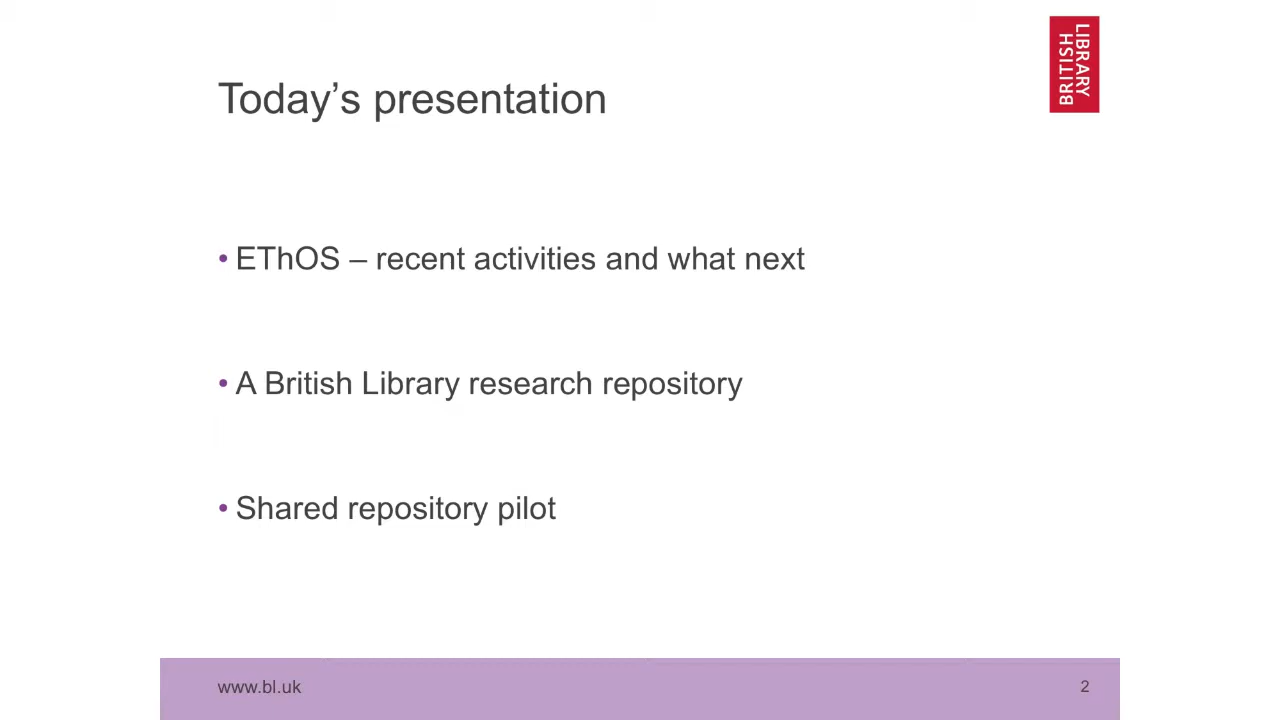 BRITISH
LIBRARY
Today’s presentation
• EThOS – recent activities and what next
• A British Library research repository
• Shared repository pilot
www.bl.uk
2